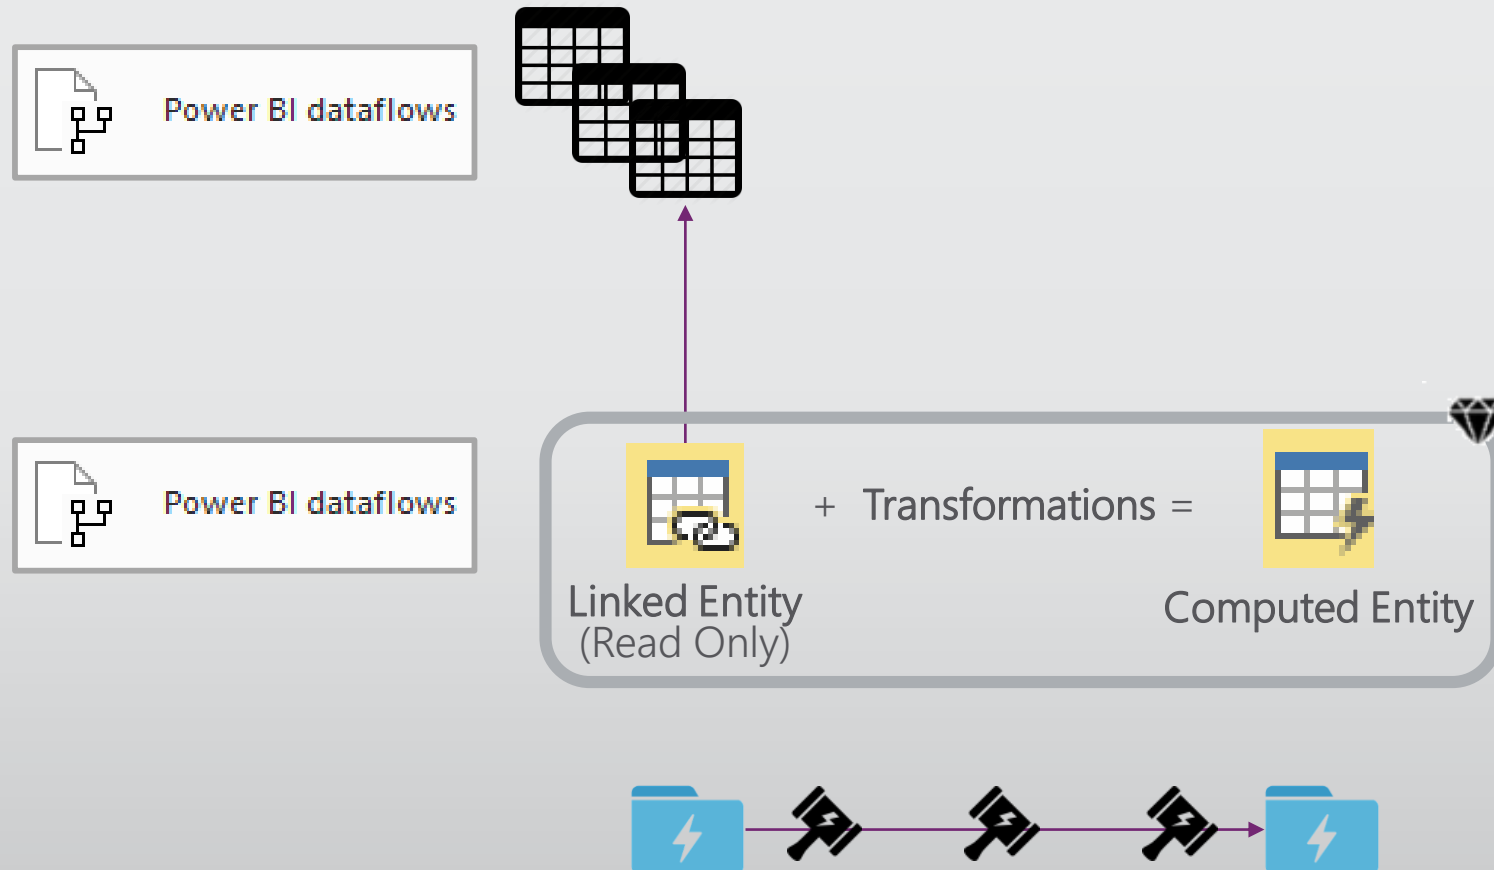 Power BI dataflows
Power BI dataflows
+ Transformations =
Linked Entity
(Read Only)
Computed Entity